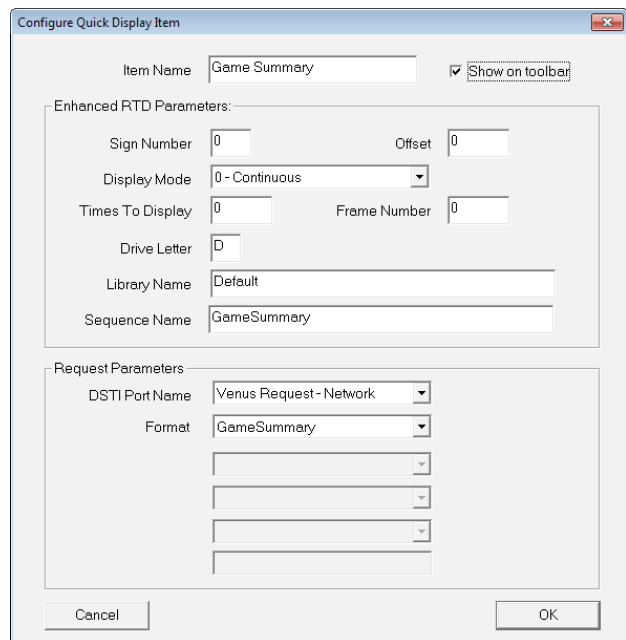 Configure Quick Display Item
Item Name Game Summary Show on toolbar
Enhanced RTD Parameters:
Sign Number 0 Offset 0
Display Mode 0 - Continuous
Times To Display 0 Frame Number 0
Drive Letter D
Library Name Default
Sequence Name GameSummary
Request Parameters
DSTI Port Name Venus Request - Network
Format GameSummary
Cancel OK